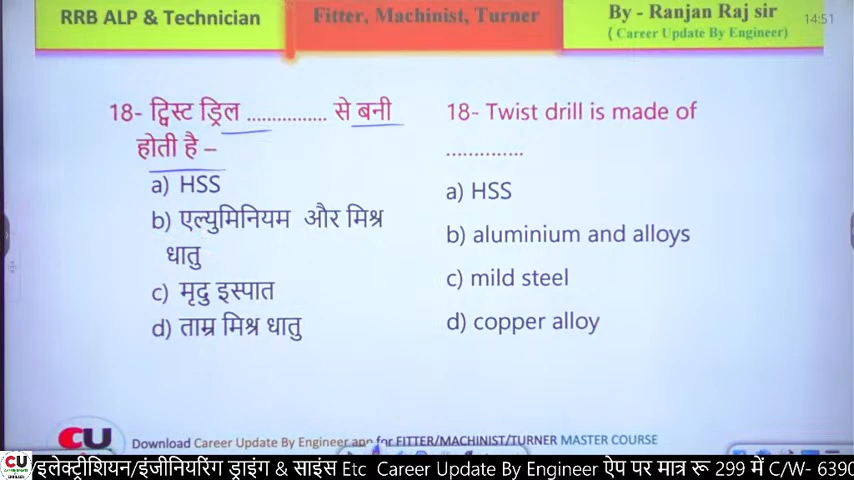 RRB ALP & Technician
Fitter, Machinist, Turner
By - Ranjan Raj sir
( Career Update By Engineer)
14:51
18- ट्विस्ट ड्रिल ................ से बनी
होती है –
a) HSS
b) एल्युमिनियम और मिश्र
धातु
c) मृदु इस्पात
d) ताम्र मिश्र धातु
18- Twist drill is made of
..............
a) HSS
b) aluminium and alloys
c) mild steel
d) copper alloy
CU
Download Career Update By Engineer app for FITTER/MACHINIST/TURNER MASTER COURSE
CU
/इलेक्ट्रीशियन/इंजीनियरिंग ड्राइंग & साइंस Etc Career Update By Engineer ऐप पर मात्र रू 299 में C/W- 6390